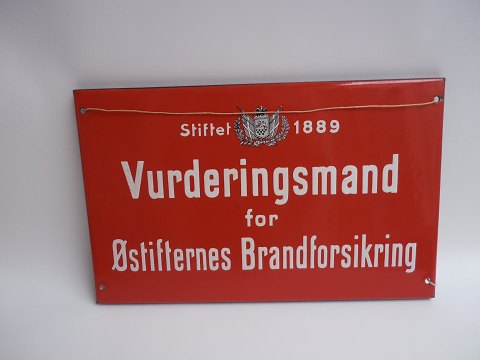 Stiftet 1889
Vurderingsmand
for
Østifternes Brandforsikring